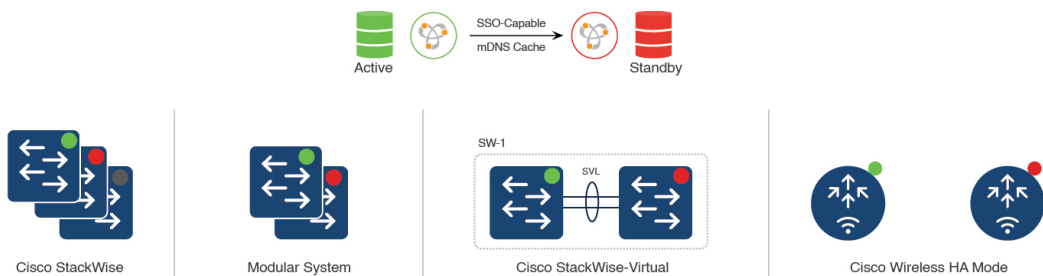 SSO-Capable
mDNS Cache
Active
Standby
SW-1
SVL
Cisco StackWise
Modular System
Cisco StackWise-Virtual
Cisco Wireless HA Mode